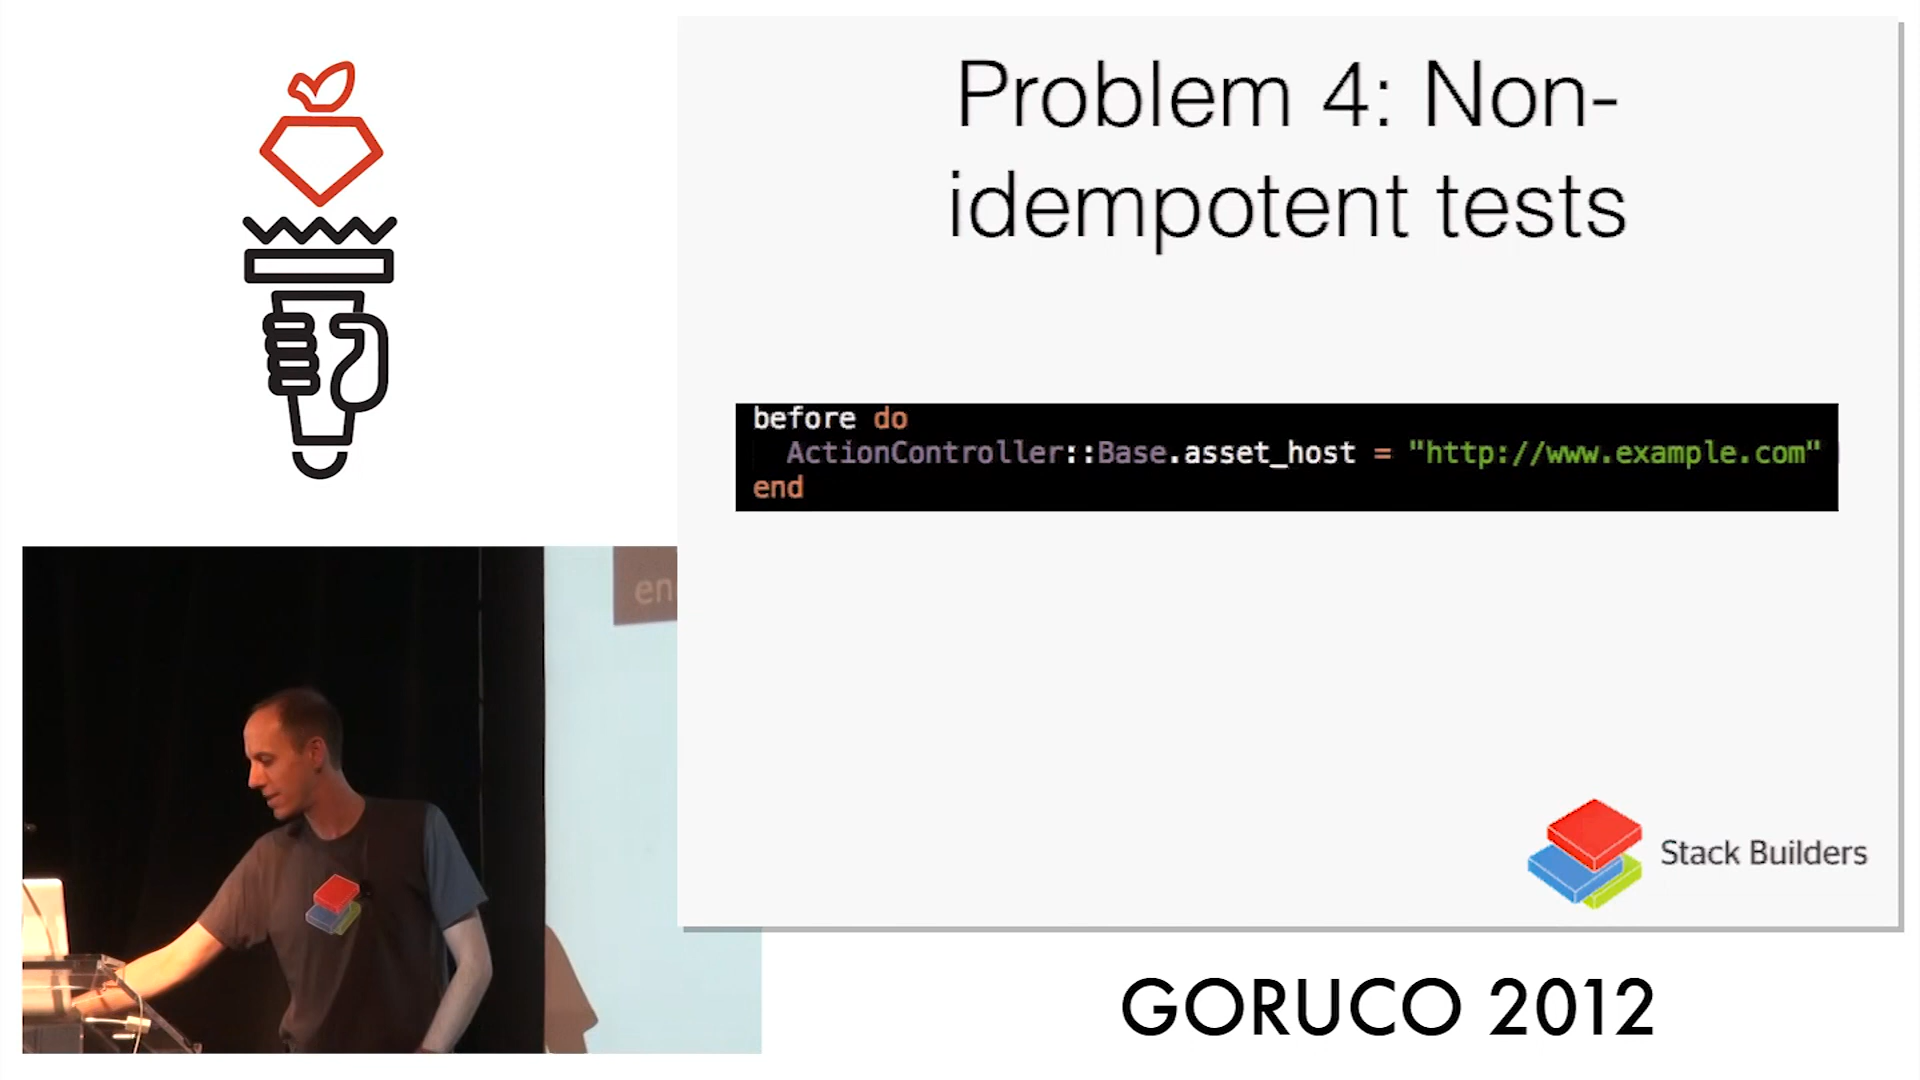 Problem 4: Non-
idempotent tests
before do
  ActionController::Base.asset_host = "http://www.example.com"
end
en
Stack Builders
GORUCO 2012